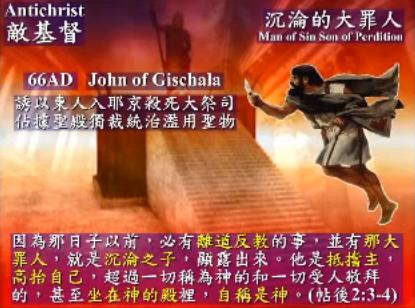 Antichrist
敵基督
沉淪的大罪人
Man of Sin Son of Perdition
66AD John of Gischala
誘以東人入耶京殺死大祭司
佔據聖殿獨裁統治濫用聖物
因為那日子以前，必有離道反教的事，並有那大
罪人，就是沉淪之子，顯露出來。他是抵擋主，
高抬自己，超過一切稱為神的和一切受人敬拜
的，甚至坐在神的殿裡，自稱是神。(帖後2:3-4)